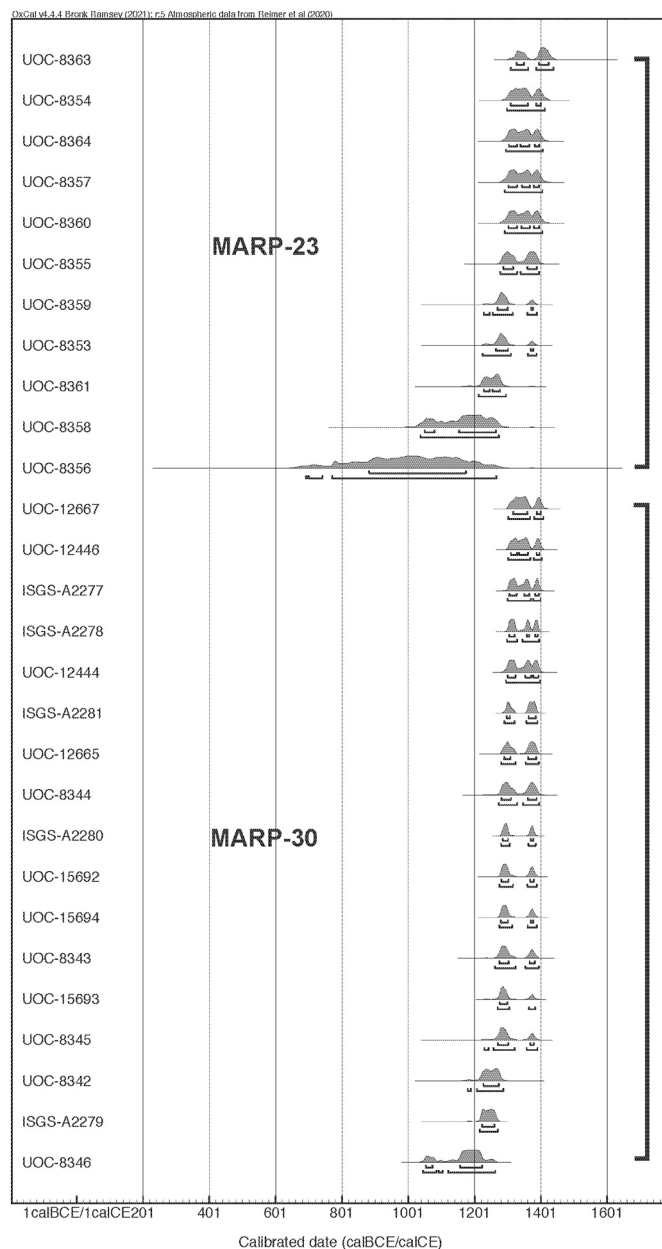 OxCal v4.4.4 Bronk Ramsey (2021); r:5 Atmospheric data from Reimer et al (2020)
UOC-8363
UOC-8354
UOC-8364
UOC-8357
UOC-8360
MARP-23
UOC-8355
UOC-8359
UOC-8353
UOC-8361
UOC-8358
UOC-8356
UOC-12667
UOC-12446
ISGS-A2277
ISGS-A2278
UOC-12444
ISGS-A2281
UOC-12665
UOC-8344
ISGS-A2280
MARP-30
UOC-15692
UOC-15694
UOC-8343
UOC-15693
UOC-8345
UOC-8342
ISGS-A2279
UOC-8346
1calBCE/1calCE201 401 601 801 1001 1201 1401 1601
Calibrated date (calBCE/calCE)